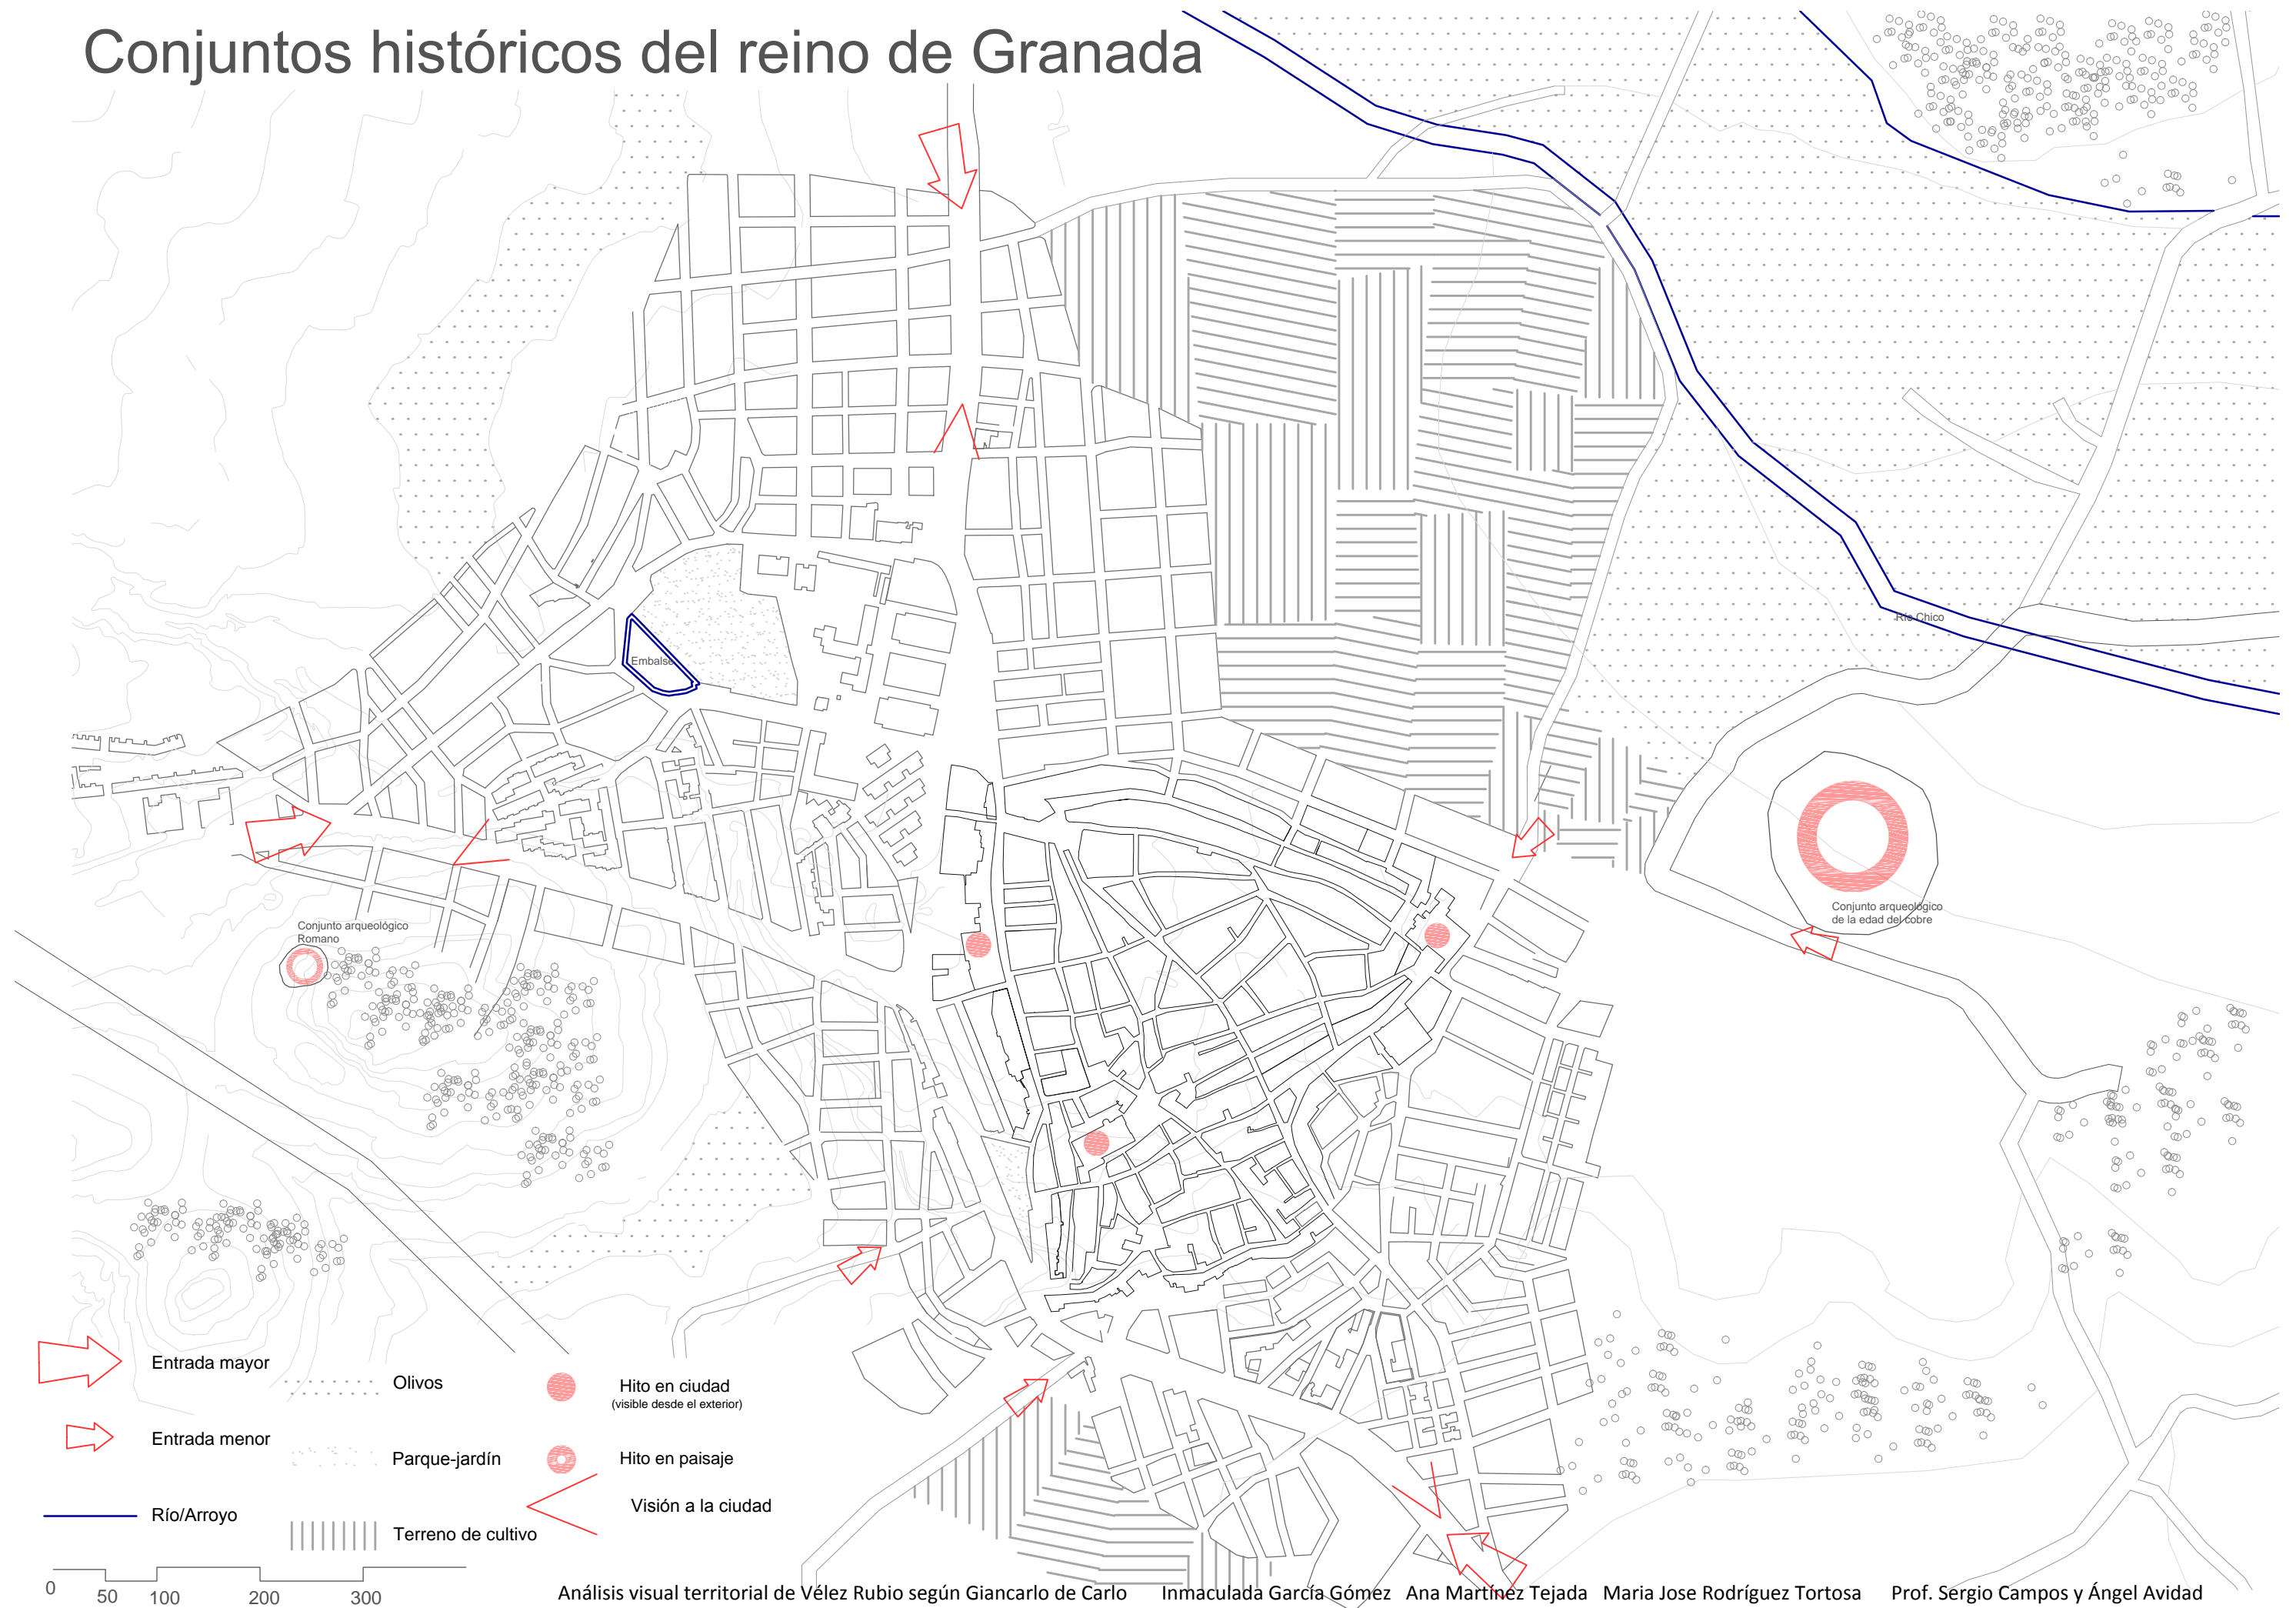 Conjuntos históricos del reino de Granada
Río Chico
Embalse
Conjunto arqueológico
de la edad del cobre
Conjunto arqueológico
Romano
Entrada mayor
Olivos
Hito en ciudad
(visible desde el exterior)
Entrada menor
Parque-jardín
Hito en paisaje
Río/Arroyo
Visión a la ciudad
Terreno de cultivo
0 50 100 200 300
Análisis visual territorial de Vélez Rubio según Giancarlo de Carlo Inmaculada García Gómez Ana Martínez Tejada Maria Jose Rodríguez Tortosa Prof. Sergio Campos y Ángel Avidad